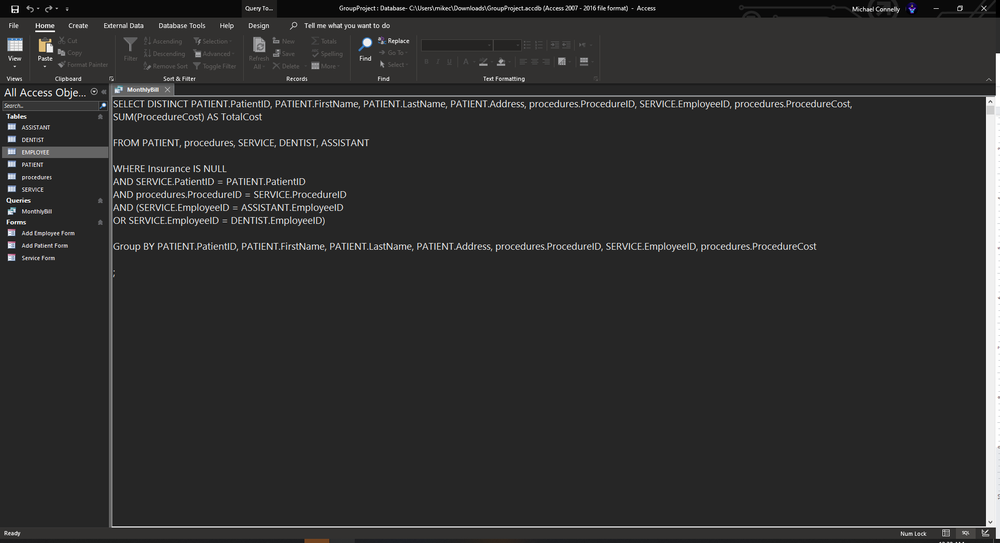 Query To...
GroupProject : Database- C:\Users\mikec\Downloads\GroupProject.accdb (Access 2007 - 2016 file format) - Access
Michael Connelly
File Home Create External Data Database Tools Help Design Tell me what you want to do
View
Views
Paste
Cut
Copy
Format Painter
Clipboard
Filter
Ascending
Descending
Remove Sort
Selection
Advanced
Toggle Filter
Sort & Filter
Refresh
All
New
Save
Delete
Totals
Spelling
More
Records
Find
Replace
Go To
Select
Find
B I U A
Text Formatting
All Access Obje...
Search...
Tables
ASSISTANT
DENTIST
EMPLOYEE
PATIENT
procedures
SERVICE
Queries
MonthlyBill
Forms
Add Employee Form
Add Patient Form
Service Form
MonthlyBill
SELECT DISTINCT PATIENT.PatientID, PATIENT.FirstName, PATIENT.LastName, PATIENT.Address, procedures.ProcedureID, SERVICE.EmployeeID, procedures.ProcedureCost,
SUM(ProcedureCost) AS TotalCost
FROM PATIENT, procedures, SERVICE, DENTIST, ASSISTANT
WHERE Insurance IS NULL
AND SERVICE.PatientID = PATIENT.PatientID
AND procedures.ProcedureID = SERVICE.ProcedureID
AND (SERVICE.EmployeeID = ASSISTANT.EmployeeID
OR SERVICE.EmployeeID = DENTIST.EmployeeID)
Group BY PATIENT.PatientID, PATIENT.FirstName, PATIENT.LastName, PATIENT.Address, procedures.ProcedureID, SERVICE.EmployeeID, procedures.ProcedureCost
;
Ready
Num Lock
SQL